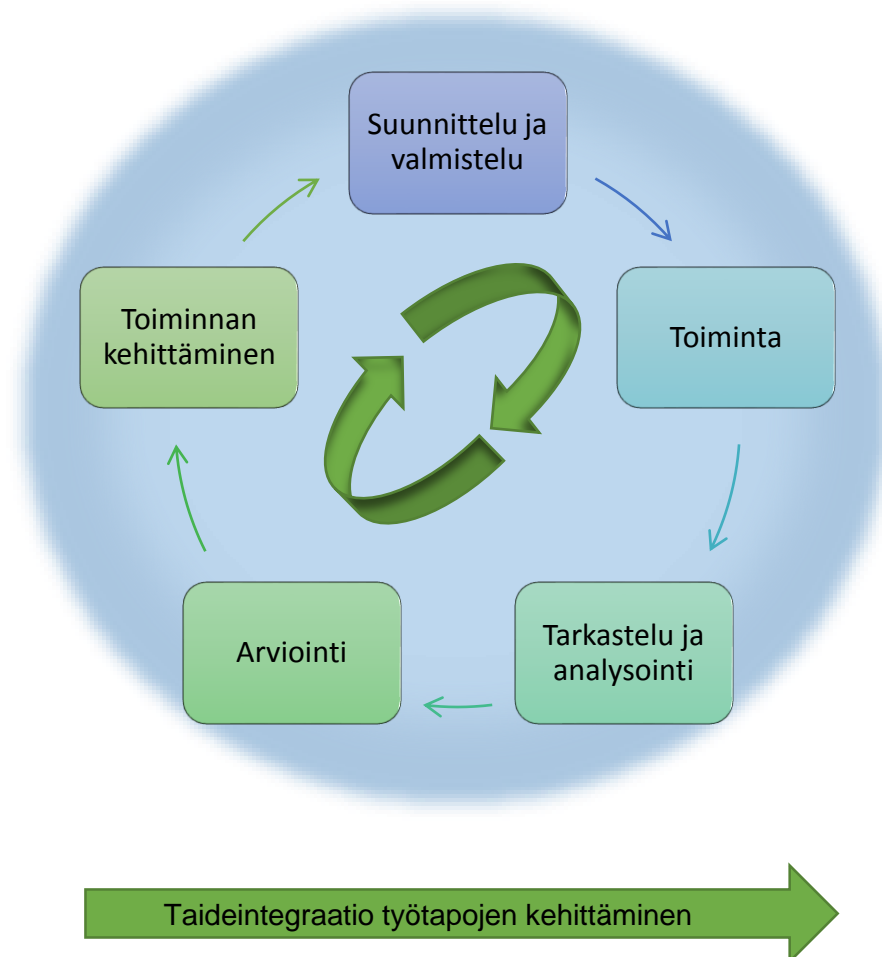 Suunnittelu ja
valmistelu
Toiminta
Tarkastelu ja
analysointi
Arviointi
Toiminnan
kehittäminen
Taideintegraatio työtapojen kehittäminen